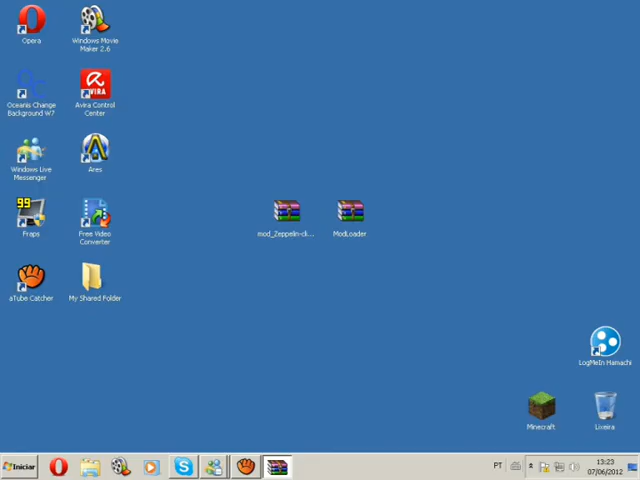 Opera
Windows Movie
Maker 2.6
Oceanis Change
Background W7
AVIRA
Avira Control
Center
Windows Live
Messenger
Ares
99
Fraps
Free Video
Converter
mod_Zeppelin-cli...
ModLoader
aTube Catcher
My Shared Folder
LogMeIn Hamachi
Minecraft
Lixeira
Iniciar
PT
13:23
07/06/2012